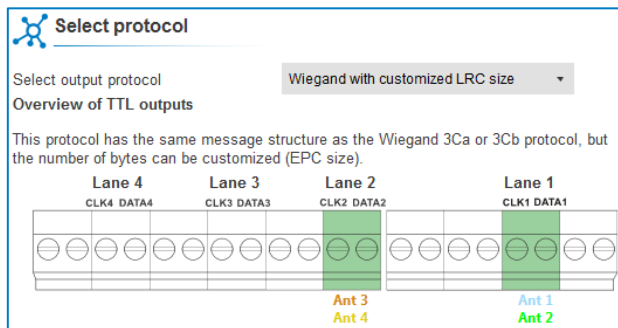 Select protocol
Select output protocol Wiegand with customized LRC size
Overview of TTL outputs
This protocol has the same message structure as the Wiegand 3Ca or 3Cb protocol, but
the number of bytes can be customized (EPC size).
Lane 4 Lane 3 Lane 2 Lane 1
CLK4 DATA4 CLK3 DATA3 CLK2 DATA2 CLK1 DATA1
Ant 3 Ant 1
Ant 4 Ant 2